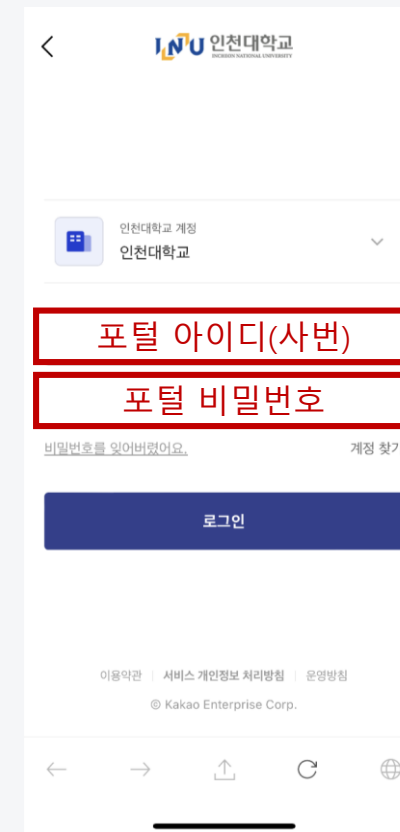 INU 인천대학교
INCHEON NATIONAL UNIVERSITY
인천대학교 계정
인천대학교
포털 아이디(사번)
포털 비밀번호
비밀번호를 잊어버렸어요. 계정 찾기
로그인
이용약관 | 서비스 개인정보 처리방침 | 운영방침
© Kakao Enterprise Corp.